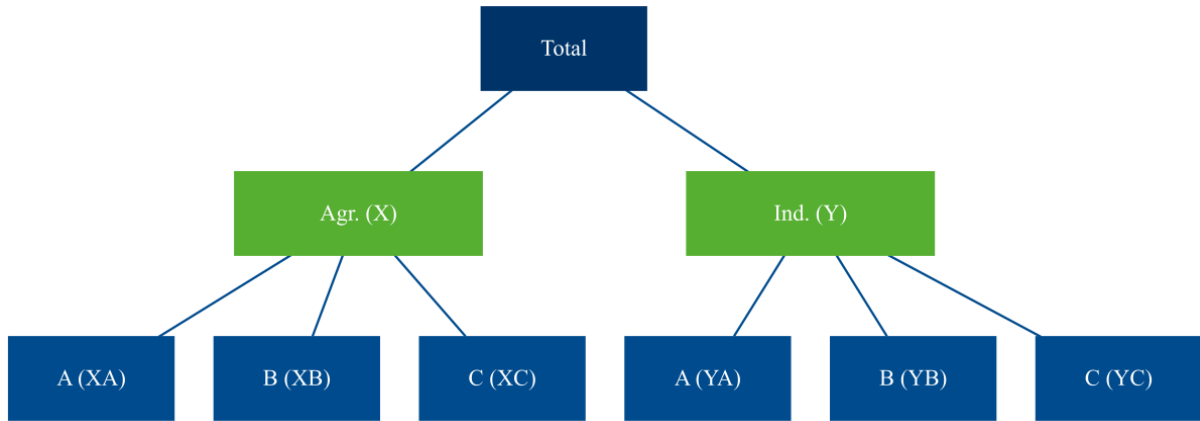 Total
Agr. (X)
Ind. (Y)
A (XA)
B (XB)
C (XC)
A (YA)
B (YB)
C (YC)